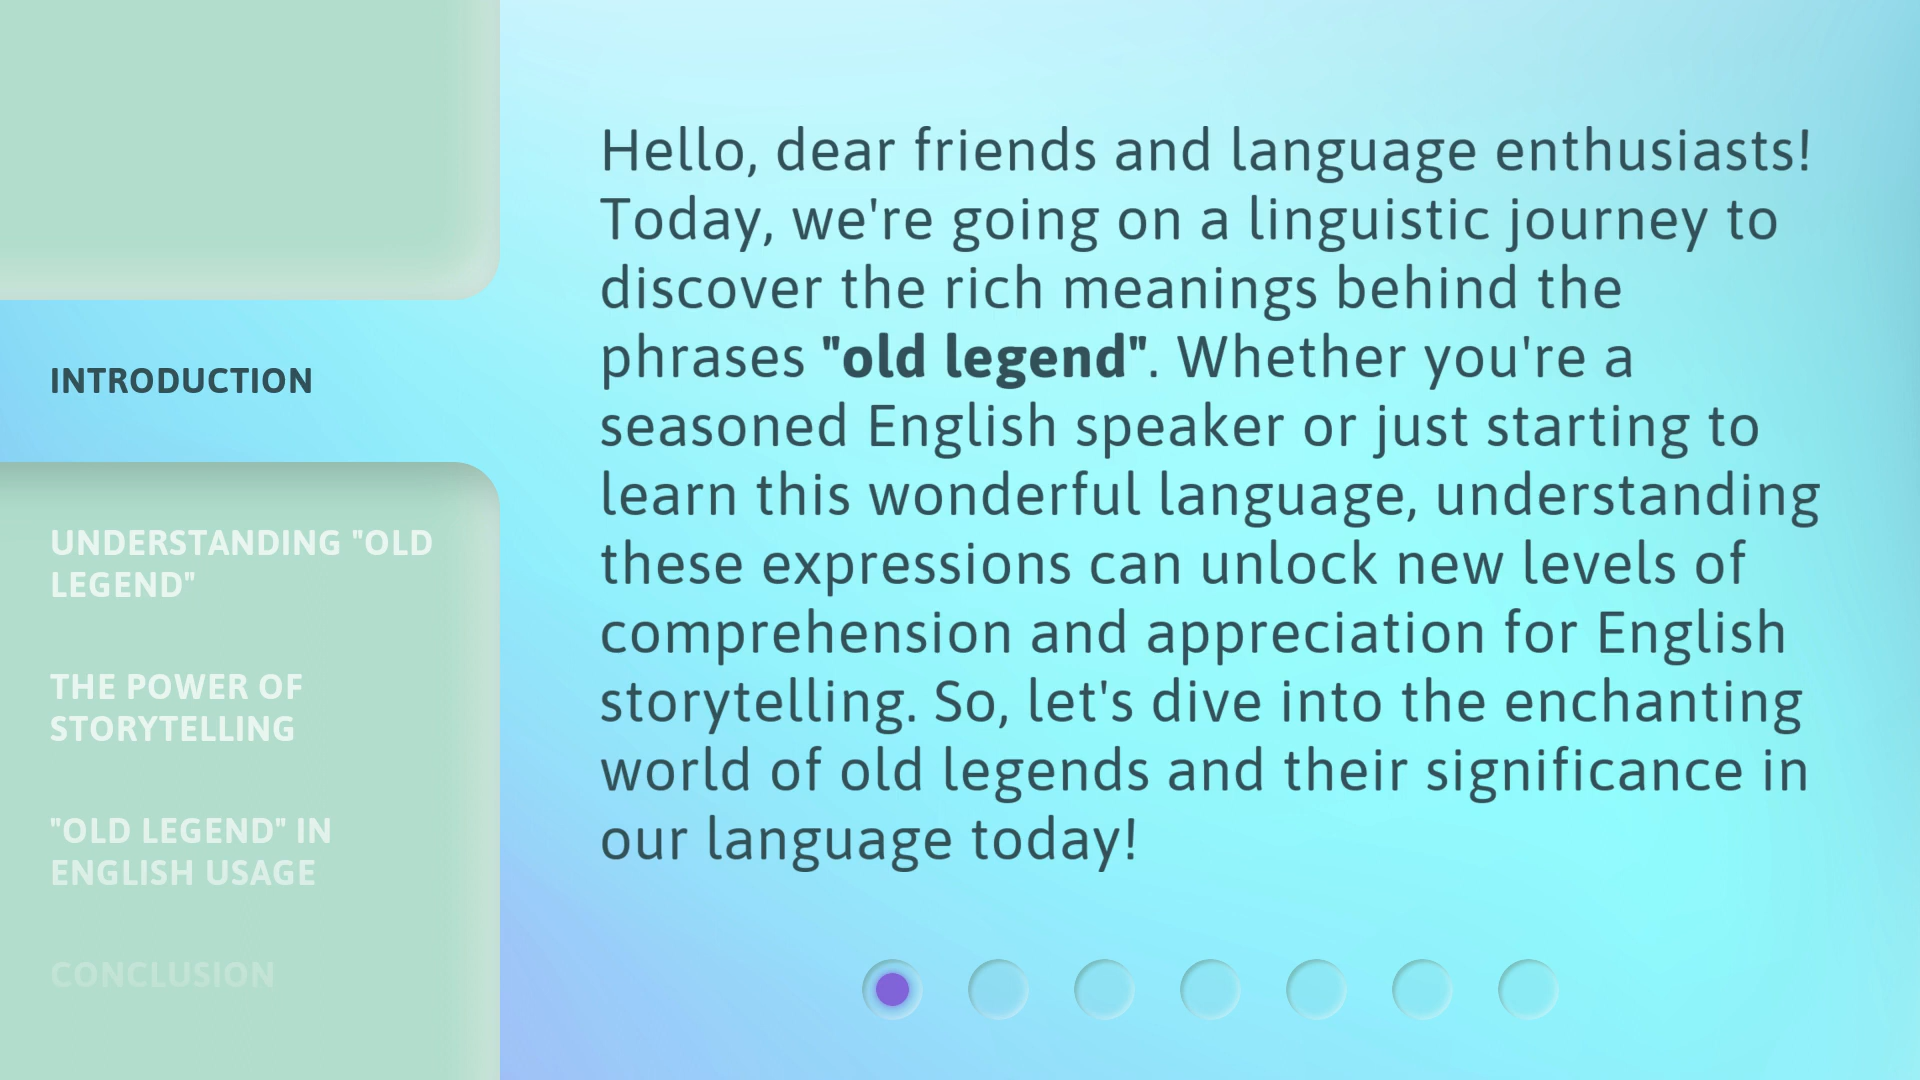 INTRODUCTION
UNDERSTANDING "OLD
LEGEND"
THE POWER OF
STORYTELLING
"OLD LEGEND" IN
ENGLISH USAGE
CONCLUSION
Hello, dear friends and language enthusiasts!
Today, we're going on a linguistic journey to
discover the rich meanings behind the
phrases "old legend". Whether you're a
seasoned English speaker or just starting to
learn this wonderful language, understanding
these expressions can unlock new levels of
comprehension and appreciation for English
storytelling. So, let's dive into the enchanting
world of old legends and their significance in
our language today!